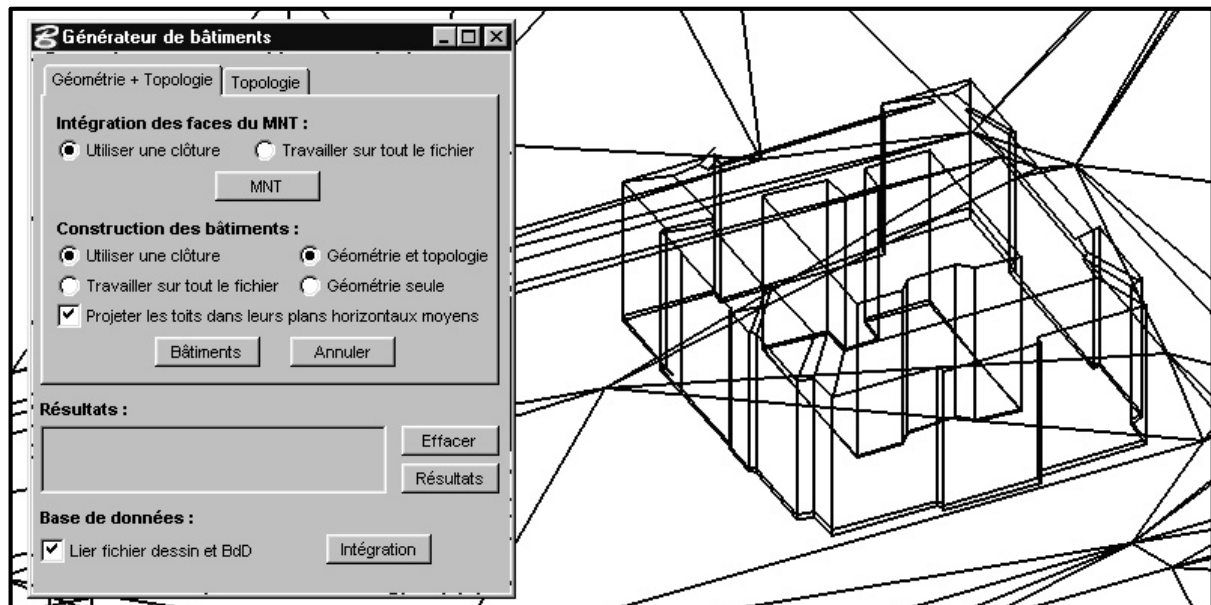 Générateur de bâtiments
Géométrie + Topologie Topologie
Intégration des faces du MNT :
Utiliser une clôture Travailler sur tout le fichier
MNT
Construction des bâtiments :
Utiliser une clôture Géométrie et topologie
Travailler sur tout le fichier Géométrie seule
Projeter les toits dans leurs plans horizontaux moyens
Bâtiments Annuler
Résultats :
Effacer
Résultats
Base de données :
Lier fichier dessin et BdD Intégration